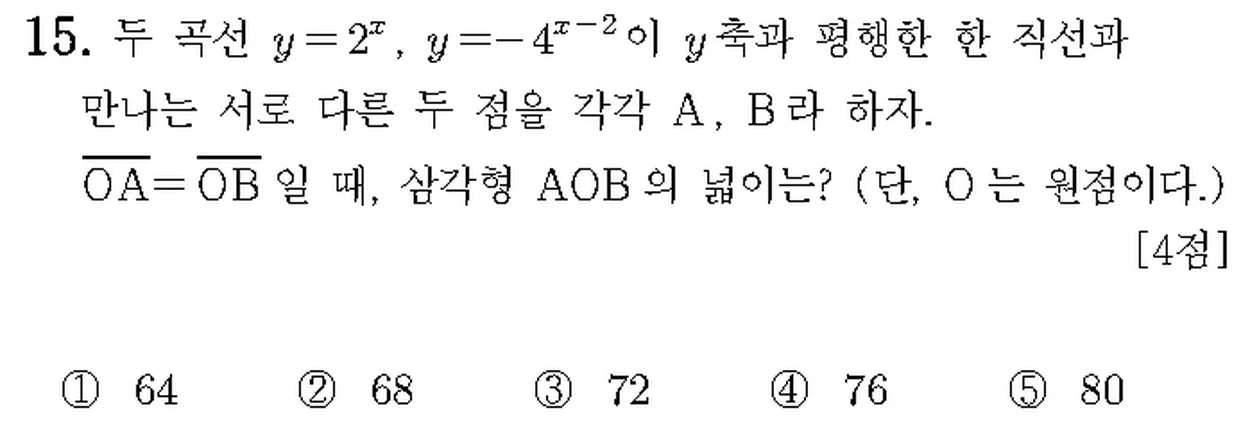 15. 두 곡선 $y=2^x$, $y=-4^{x-2}$이 $y$축과 평행한 한 직선과
만나는 서로 다른 두 점을 각각 A, B라 하자.
$\overline{OA}=\overline{OB}$일 때, 삼각형 AOB의 넓이는? (단, O는 원점이다.)
[4점]
① 64 ② 68 ③ 72 ④ 76 ⑤ 80